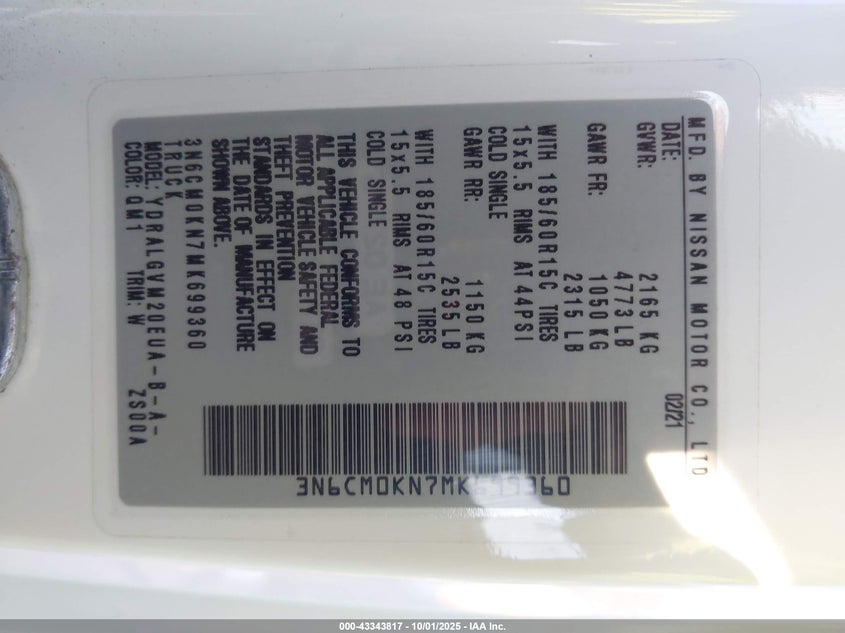 MFD. BY NISSAN MOTOR CO., LTD
DATE: 02/21
GVWR: 2165 KG
4773 LB
GAWR FR: 1050 KG
2315 LB
WITH 185/60R15C TIRES
15x5.5 RIMS AT 44PSI
COLD SINGLE
GAWR RR: 1150 KG
2535 LB
WITH 185/60R15C TIRES
15x5.5 RIMS AT 48 PSI
COLD SINGLE
THIS VEHICLE CONFORMS TO
ALL APPLICABLE FEDERAL
MOTOR VEHICLE SAFETY AND
THEFT PREVENTION
STANDARDS IN EFFECT ON
THE DATE OF MANUFACTURE
SHOWN ABOVE.
3N6CM0KN7MK699360
TRUCK
MODEL: YDRALGVM20EUA-B-A-
COLOR: QM1 TRIM: W ZS00A
3N6CM0KN7MK699360
000-43343817 - 10/01/2025 - IAA Inc.